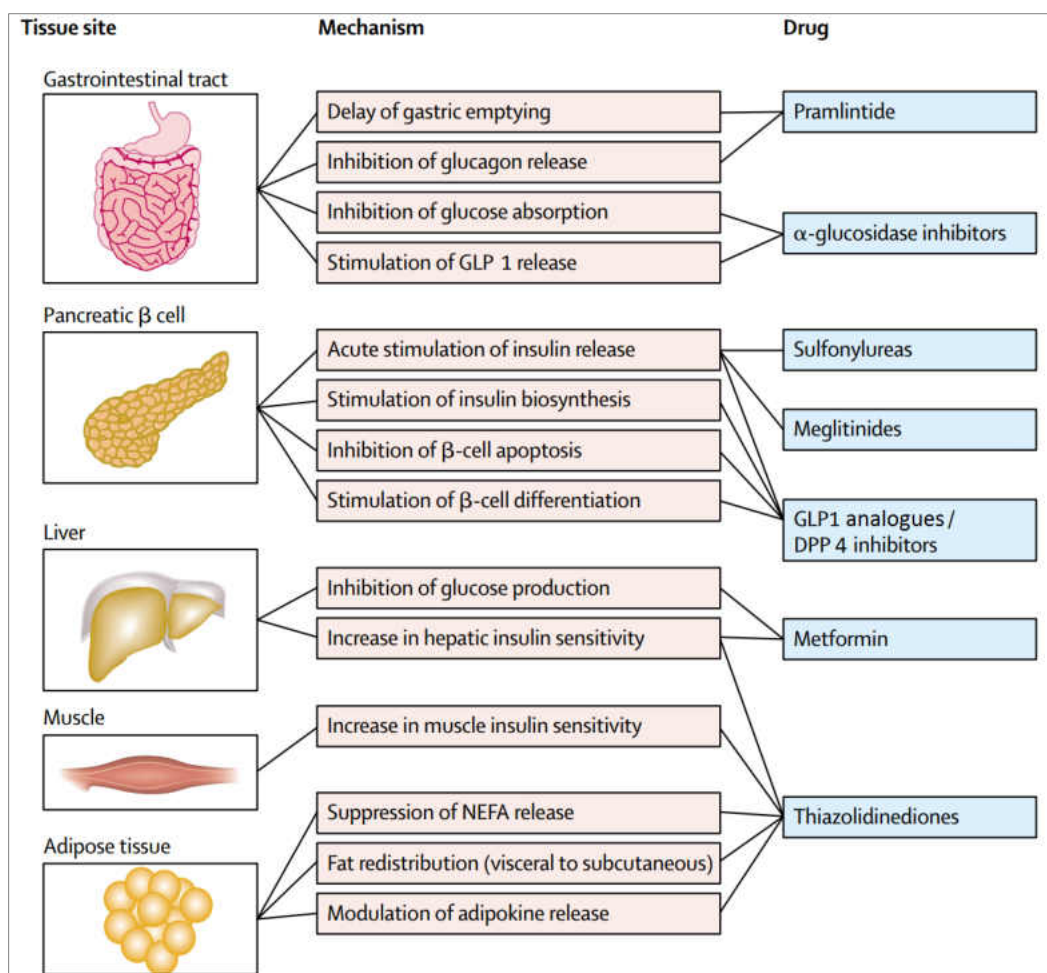 Tissue site
Mechanism
Drug
Gastrointestinal tract
Delay of gastric emptying
Pramlintide
Inhibition of glucagon release
Inhibition of glucose absorption
α-glucosidase inhibitors
Stimulation of GLP 1 release
Pancreatic β cell
Acute stimulation of insulin release
Sulfonylureas
Stimulation of insulin biosynthesis
Meglitinides
Inhibition of β-cell apoptosis
Stimulation of β-cell differentiation
GLP1 analogues /
DPP 4 inhibitors
Liver
Inhibition of glucose production
Increase in hepatic insulin sensitivity
Metformin
Muscle
Increase in muscle insulin sensitivity
Suppression of NEFA release
Thiazolidinediones
Adipose tissue
Fat redistribution (visceral to subcutaneous)
Modulation of adipokine release